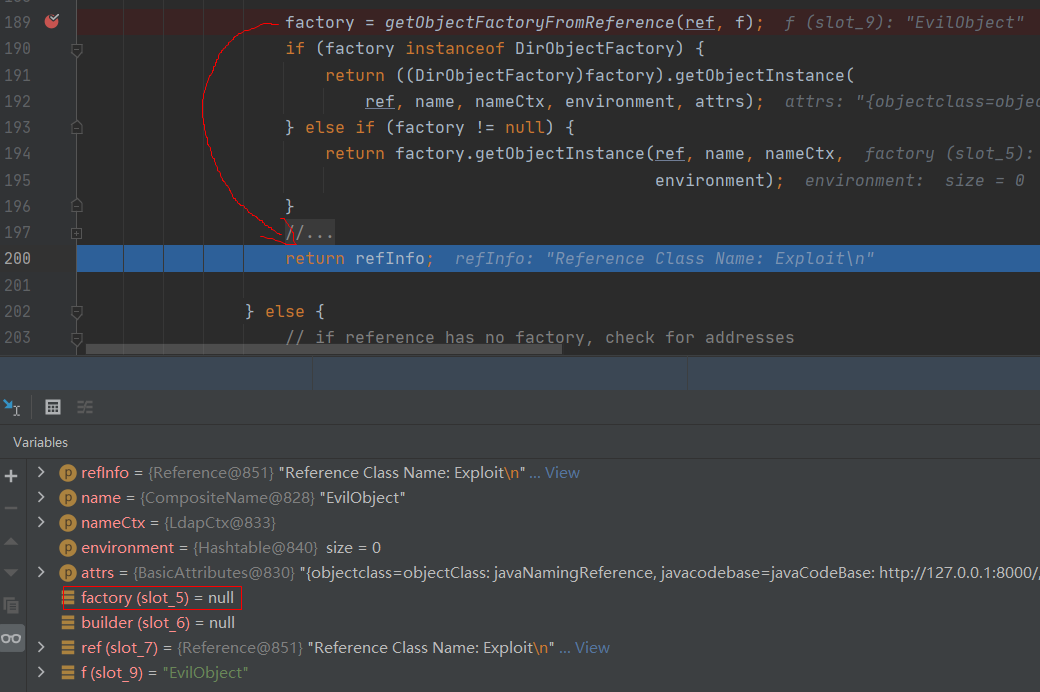 189 factory = getObjectFactoryFromReference(ref, f); f (slot_9): "EvilObject"
190 if (factory instanceof DirObjectFactory) {
191 return ((DirObjectFactory)factory).getObjectInstance(
192 ref, name, nameCtx, environment, attrs); attrs: "{objectclass=objec
193 } else if (factory != null) {
194 return factory.getObjectInstance(ref, name, nameCtx, factory (slot_5):
195 environment); environment: size = 0
196 }
197 //...
200 return refInfo; refInfo: "Reference Class Name: Exploit\n"
201
202 } else {
203 // if reference has no factory, check for addresses
Variables
refInfo = {Reference@851} "Reference Class Name: Exploit\n" ... View
name = {CompositeName@828} "EvilObject"
nameCtx = {LdapCtx@833}
environment = {Hashtable@840} size = 0
attrs = {BasicAttributes@830} "{objectclass=objectClass: javaNamingReference, javacodebase=javaCodeBase: http://127.0.0.1:8000//,
factory (slot_5) = null
builder (slot_6) = null
ref (slot_7) = {Reference@851} "Reference Class Name: Exploit\n" ... View
f (slot_9) = "EvilObject"